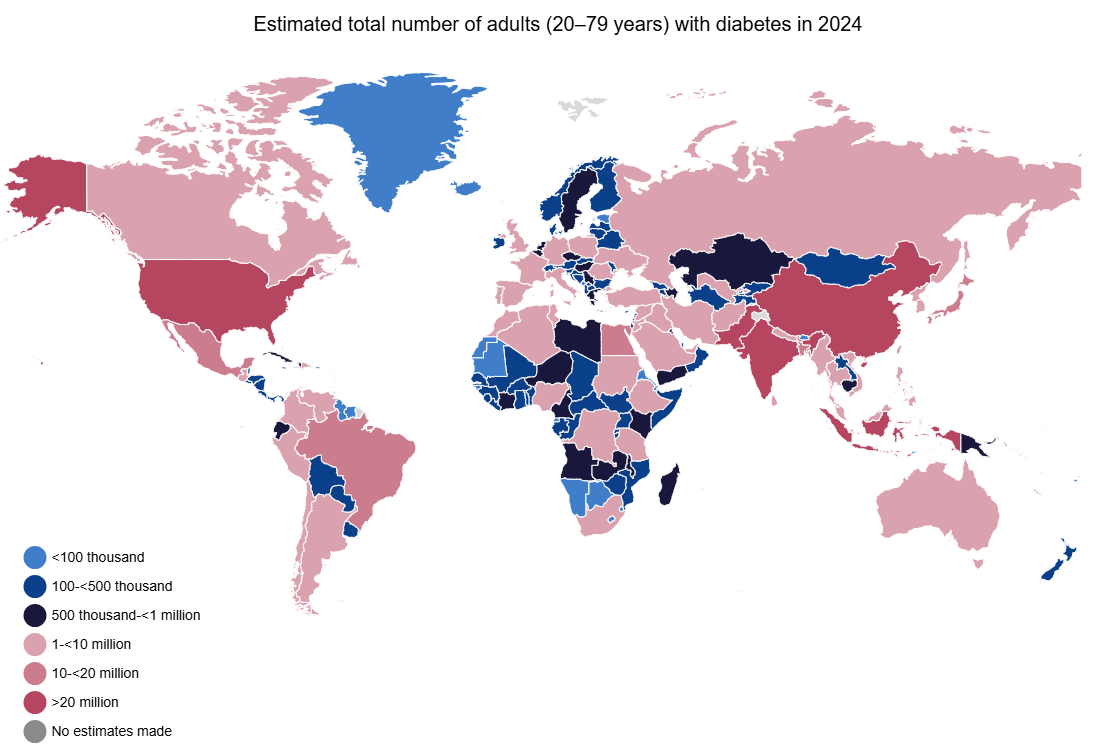 Estimated total number of adults (20–79 years) with diabetes in 2024
<100 thousand
100-<500 thousand
500 thousand-<1 million
1-<10 million
10-<20 million
>20 million
No estimates made